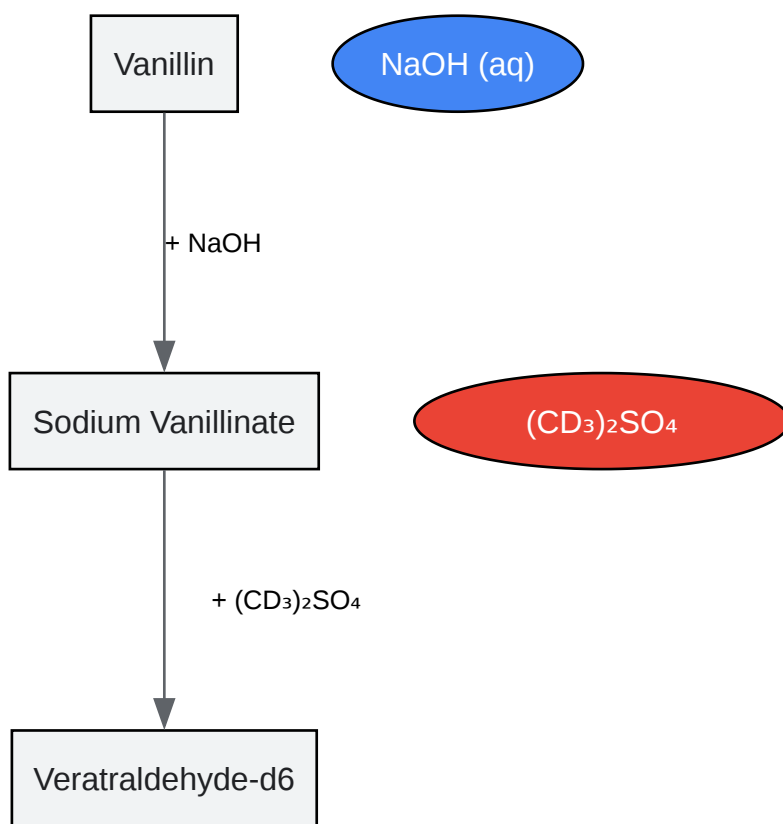 Vanillin
NaOH (aq)
+ NaOH
Sodium Vanillinate
(CD₃)₂SO₄
+ (CD₃)₂SO₄
Veratraldehyde-d6